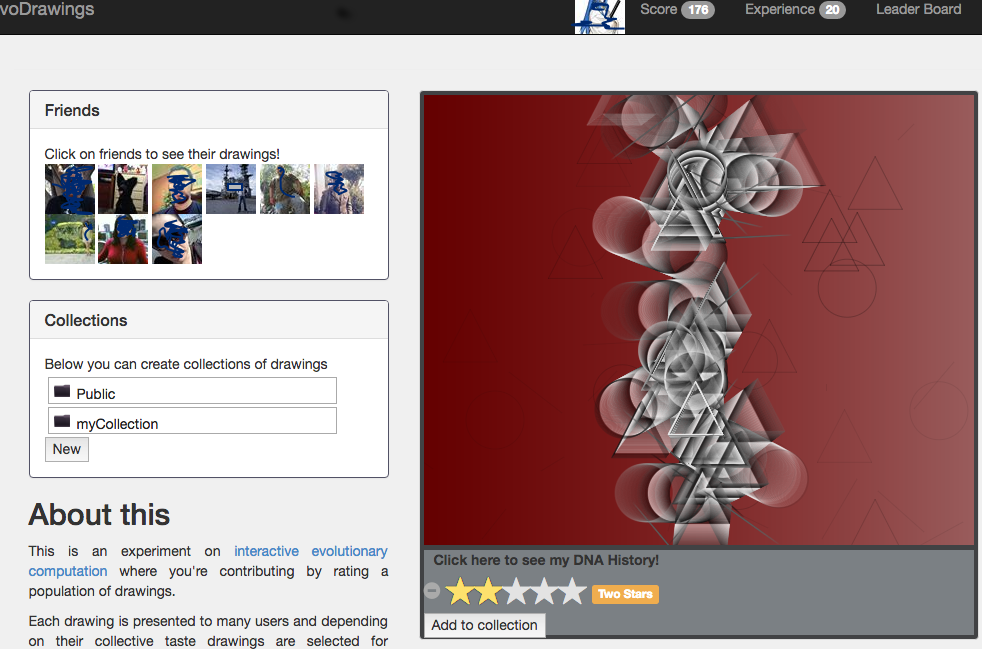 voDrawings
Score 176 Experience 20 Leader Board
Friends
Click on friends to see their drawings!
Collections
Below you can create collections of drawings
Public
myCollection
New
About this
This is an experiment on interactive evolutionary
computation where you're contributing by rating a
population of drawings.
Each drawing is presented to many users and depending
on their collective taste drawings are selected for
Click here to see my DNA History!
Two Stars
Add to collection